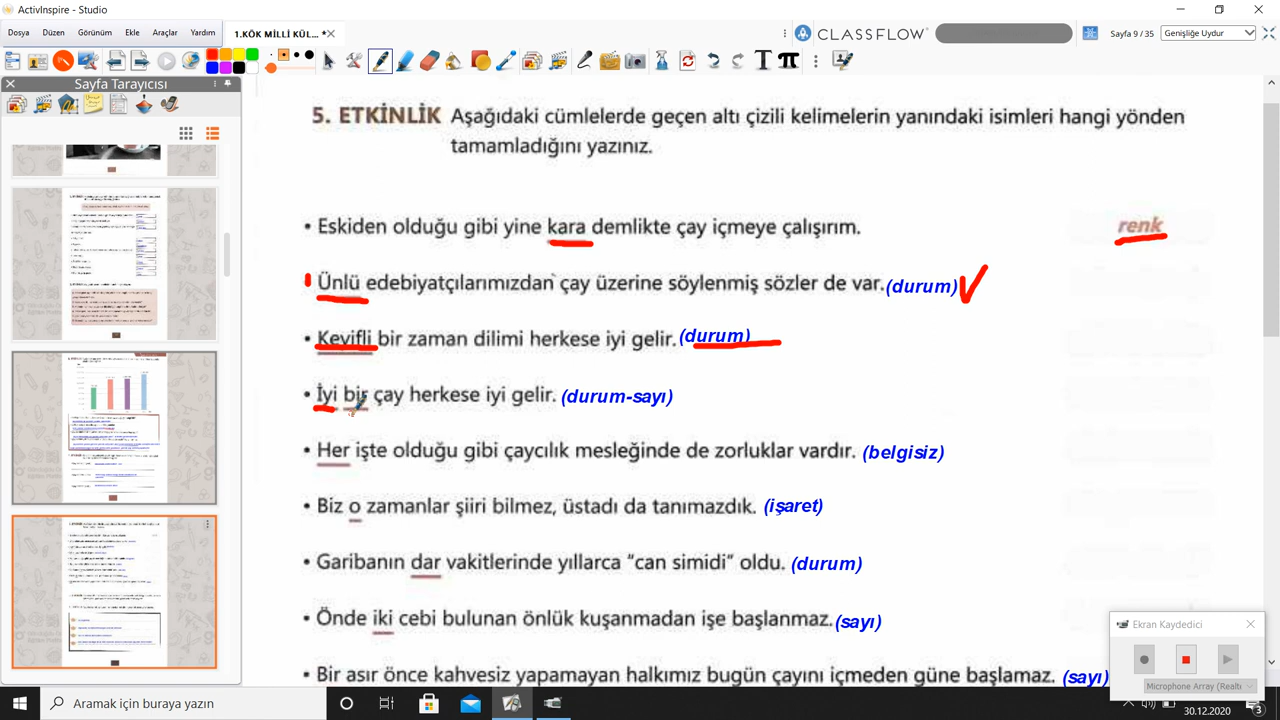 ActivInspire - Studio
Dosya Düzen Görünüm Ekle Araçlar Yardım
1.KÖK MİLLİ KÜL... *
CLASSFLOW
Sayfa 9 / 35
Genişliğe Uydur
Sayfa Tarayıcısı
5. ETKİNLİK Aşağıdaki cümlelerde geçen altı çizili kelimelerin yanındaki isimleri hangi yönden
tamamladığını yazınız.
• Eskiden olduğu gibi yine kara demlikte çay içmeye çalışırım. renk
Ünlü edebiyatçılarımızdan çay üzerine söylenmiş sözler de var.(durum)
• Keyifli bir zaman dilimi herkese iyi gelir.(durum)
• İyi bir çay herkese iyi gelir. (durum-sayı)
• Her işte olduğu gibi çaycılık mesleğinde de zorluklar vardır. (belgisiz)
• Biz o zamanlar şiiri bilmez, üstadı da tanımazdık. (işaret)
• Garibanın dar vakitlerinde yıllarca “can simidi” oldu. (durum)
• Önde iki cebi bulunan önlük kuşanmadan işe başlanmaz.(sayı)
• Bir asır önce kahvesiz yapamayan halkımız bugün çayını içmeden güne başlamaz. (sayı)
Ekran Kaydedici
Microphone Array (Realt
Aramak için buraya yazın
30.12.2020
3